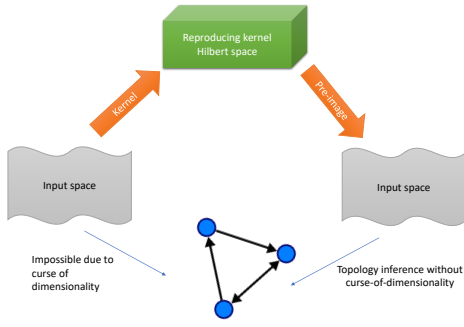 Reproducing kernel
Hilbert space
Kernel
Pre-image
Input space
Input space
Impossible due to
curse of
dimensionality
Topology inference without
curse-of-dimensionality